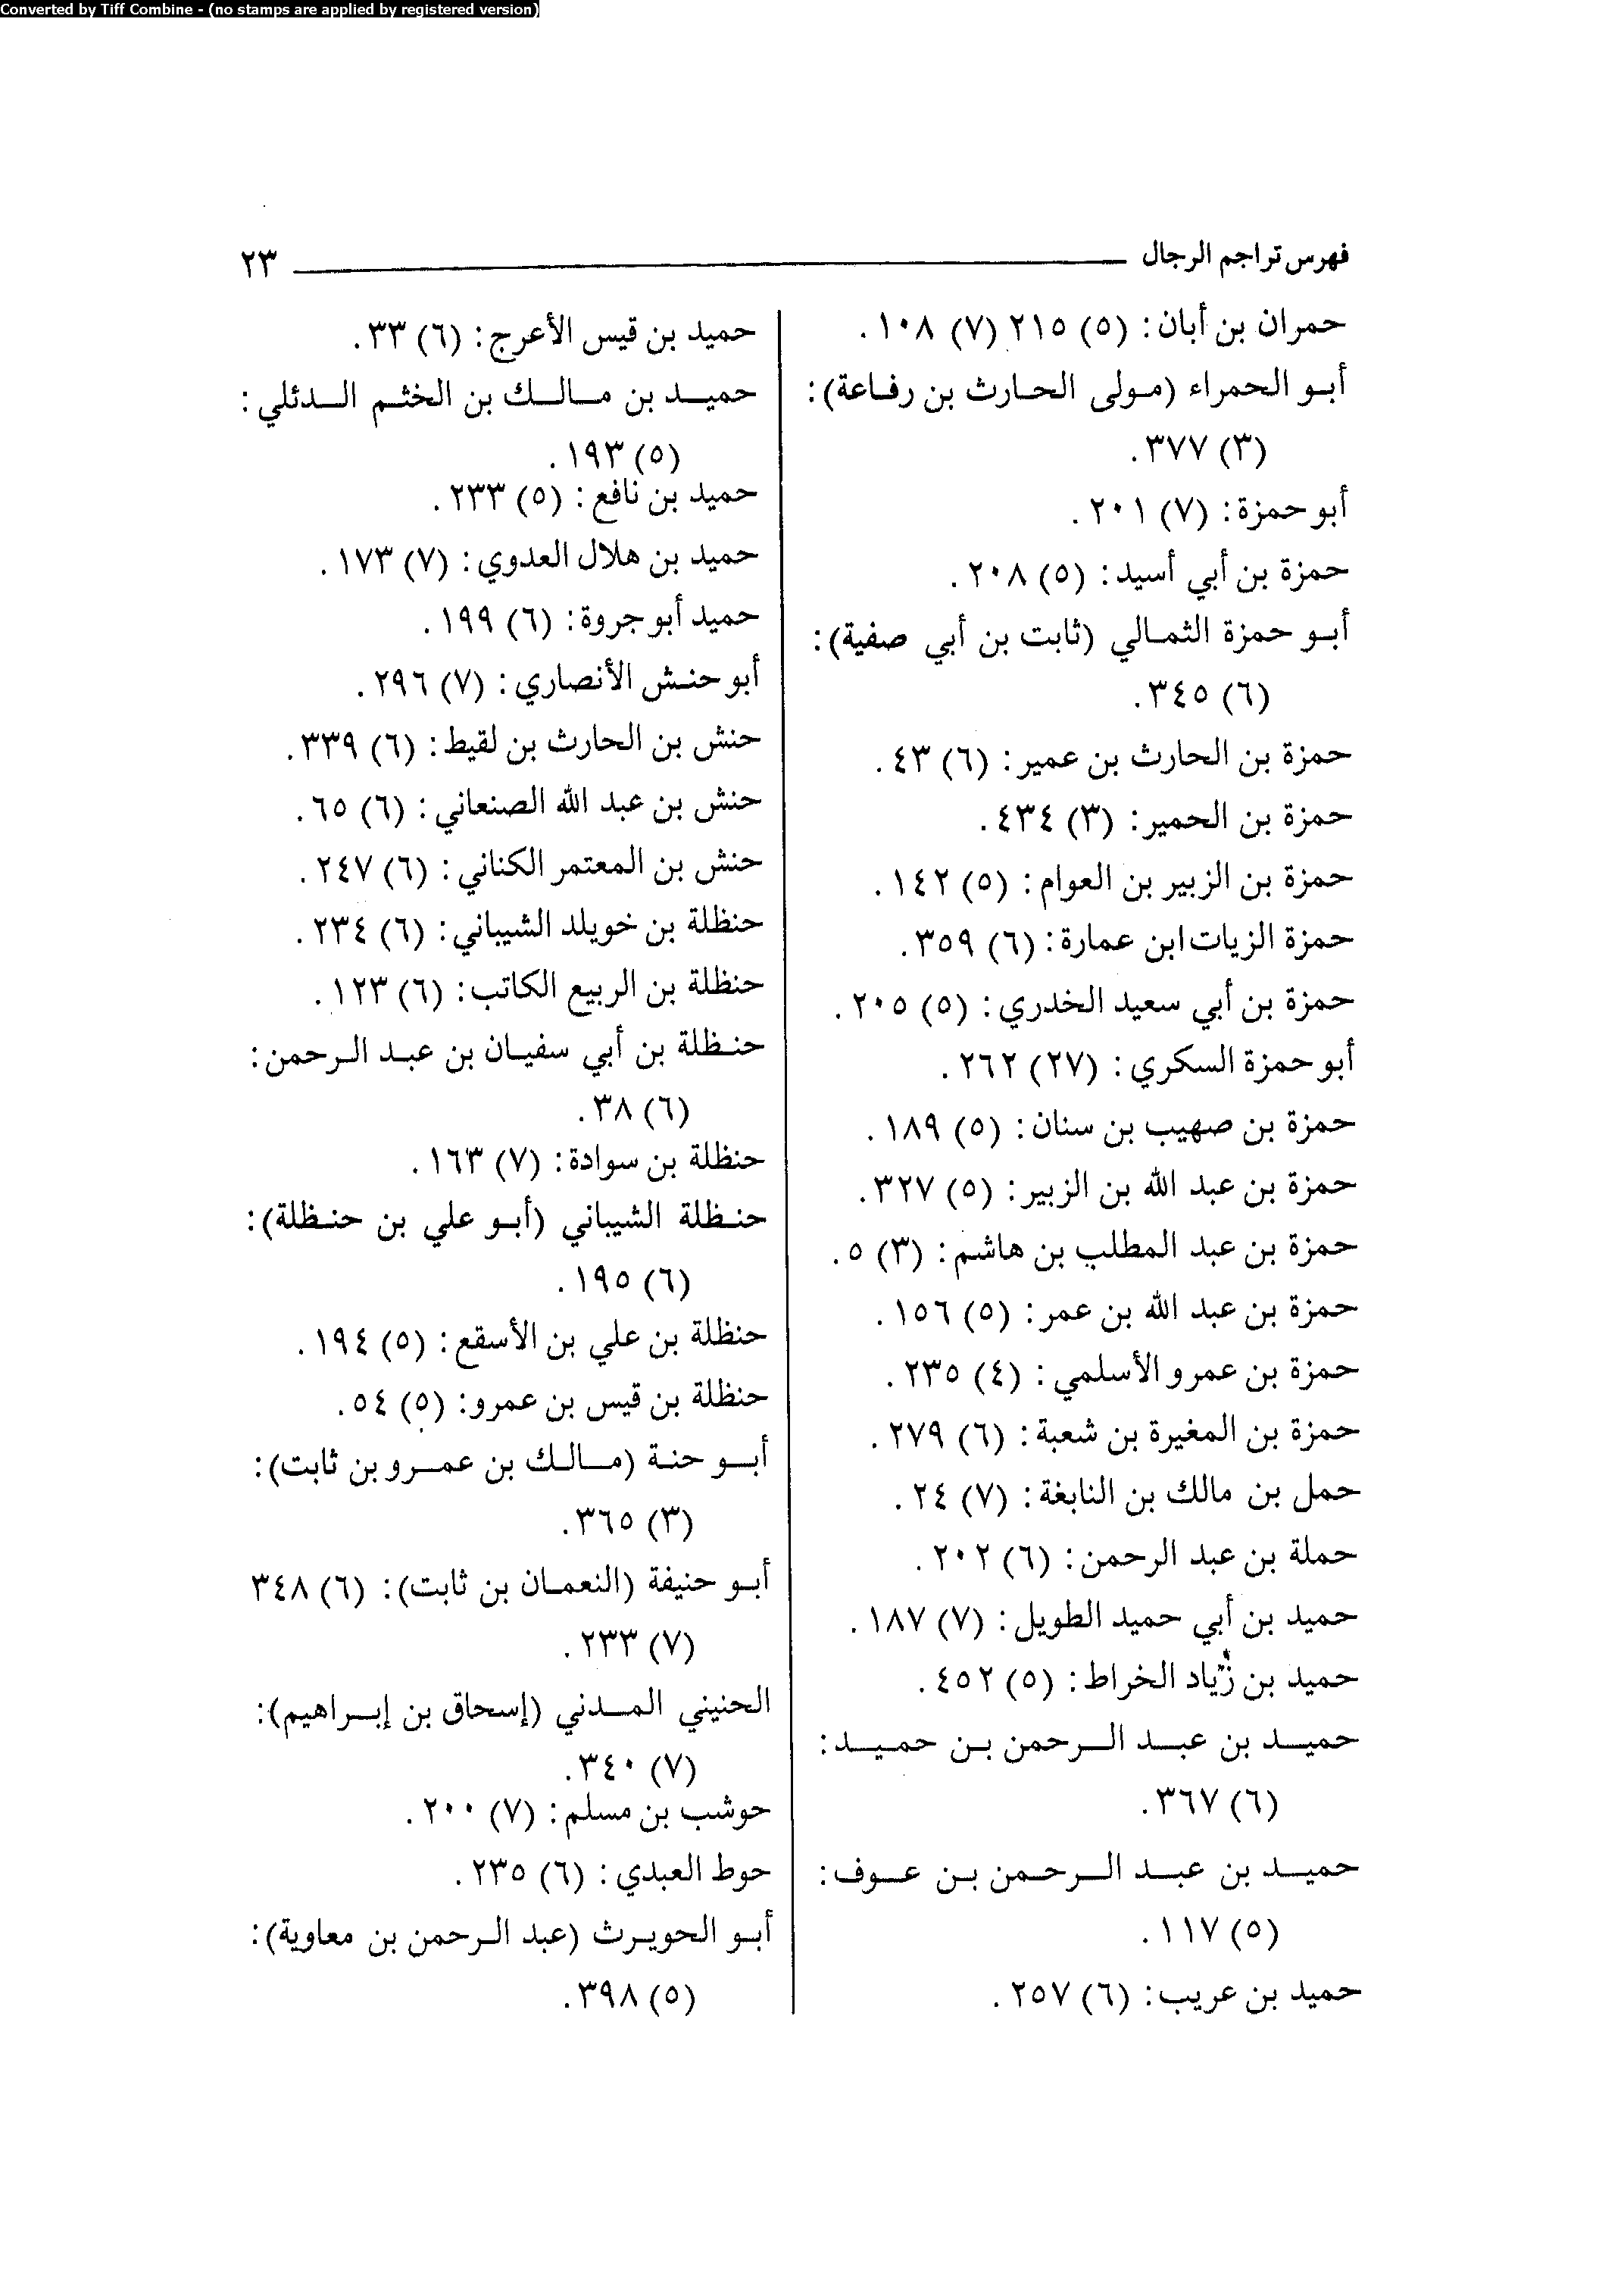 Converted by Tiff Combine - (no stamps are applied by registered version)
فهرس تراجم الرجال
٢٣
حمران بن أبان: (٥) ٢١٥ (٧) ١٠٨.
أبو الحمراء (مولى الحارث بن رفاعة):
(٣) ٣٧٧.
أبو حمزة: (٧) ٢٠١.
حمزة بن أبي أسيد: (٥) ٢٠٨.
أبو حمزة الثمالي (ثابت بن أبي صفية):
(٦) ٣٤٥.
حمزة بن الحارث بن عمير: (٦) ٤٣.
حمزة بن الحمير: (٣) ٤٣٤.
حمزة بن الزبير بن العوام: (٥) ١٤٢.
حمزة الزيات ابن عمارة: (٦) ٣٥٩.
حمزة بن أبي سعيد الخدري: (٥) ٢٠٥.
أبو حمزة السكري: (٢٧) ٢٦٢.
حمزة بن صهيب بن سنان: (٥) ١٨٩.
حمزة بن عبد الله بن الزبير: (٥) ٣٢٧.
حمزة بن عبد المطلب بن هاشم: (٣) ٥.
حمزة بن عبد الله بن عمر: (٥) ١٥٦.
حمزة بن عمرو الأسلمي: (٤) ٢٣٥.
حمزة بن المغيرة بن شعبة: (٦) ٢٧٩.
حمل بن مالك بن النابغة: (٧) ٢٤.
حملة بن عبد الرحمن: (٦) ٢٠٢.
حميد بن أبي حميد الطويل: (٧) ١٨٧.
حميد بن زياد الخراط: (٥) ٤٥٢.
حميد بن عبد الرحمن بن حميد:
(٦) ٣٦٧.
حميد بن عبد الرحمن بن عوف:
(٥) ١١٧.
حميد بن عريب: (٦) ٢٥٧.
حميد بن قيس الأعرج: (٦) ٣٣.
حميد بن مالك بن الخثم الدئلي:
(٥) ١٩٣.
حميد بن نافع: (٥) ٢٣٣.
حميد بن هلال العدوي: (٧) ١٧٣.
حميد أبو جروة: (٦) ١٩٩.
أبو حنش الأنصاري: (٧) ٢٩٦.
حنش بن الحارث بن لقيط: (٦) ٣٣٩.
حنش بن عبد الله الصنعاني: (٦) ٦٥.
حنش بن المعتمر الكناني: (٦) ٢٤٧.
حنظلة بن خويلد الشيباني: (٦) ٢٣٤.
حنظلة بن الربيع الكاتب: (٦) ١٢٣.
حنظلة بن أبي سفيان بن عبد الرحمن:
(٦) ٣٨.
حنظلة بن سوادة: (٧) ١٦٣.
حنظلة الشيباني (أبو علي بن حنظلة):
(٦) ١٩٥.
حنظلة بن علي بن الأسقع: (٥) ١٩٤.
حنظلة بن قيس بن عمرو: (٥) ٥٤.
أبو حنة (مالك بن عمرو بن ثابت):
(٣) ٣٦٥.
أبو حنيفة (النعمان بن ثابت): (٦) ٣٤٨
(٧) ٢٣٣.
الحنيني المدني (إسحاق بن إبراهيم):
(٧) ٣٤٠.
حوشب بن مسلم: (٧) ٢٠٠.
حوط العبدي: (٦) ٢٣٥.
أبو الحويرث (عبد الرحمن بن معاوية):
(٥) ٣٩٨.